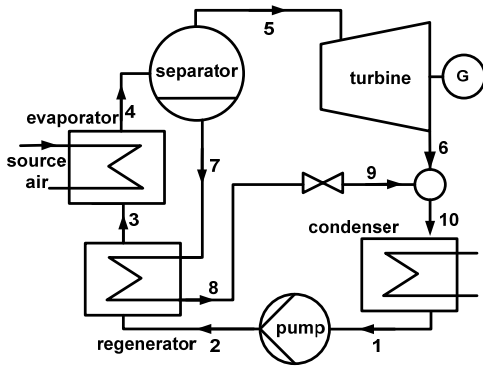 5
separator
turbine
G
evaporator
4
source
air
6
7
9
3
10
condenser
8
regenerator
2
pump
1